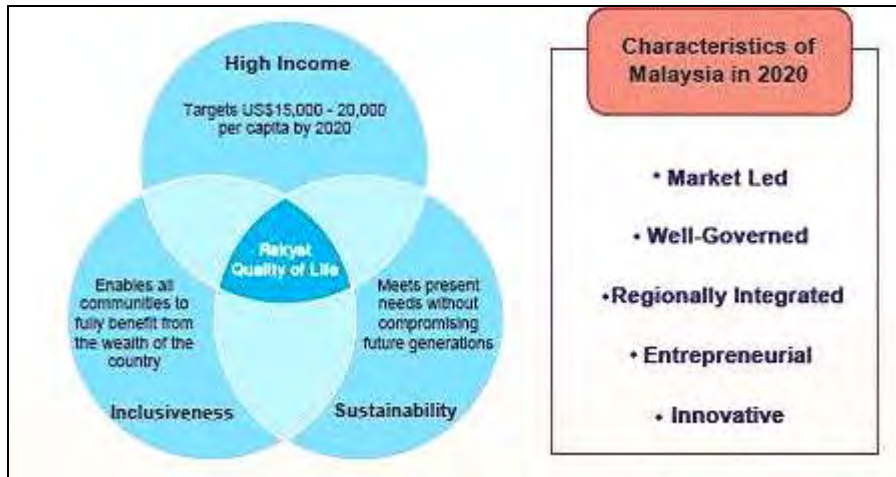 High Income
Targets US$15,000 - 20,000
per capita by 2020
Rakyat
Quality of Life
Enables all
communities to
fully benefit from
the wealth of the
country
Inclusiveness
Meets present
needs without
compromising
future generations
Sustainability
Characteristics of
Malaysia in 2020
• Market Led
• Well-Governed
•Regionally Integrated
• Entrepreneurial
• Innovative